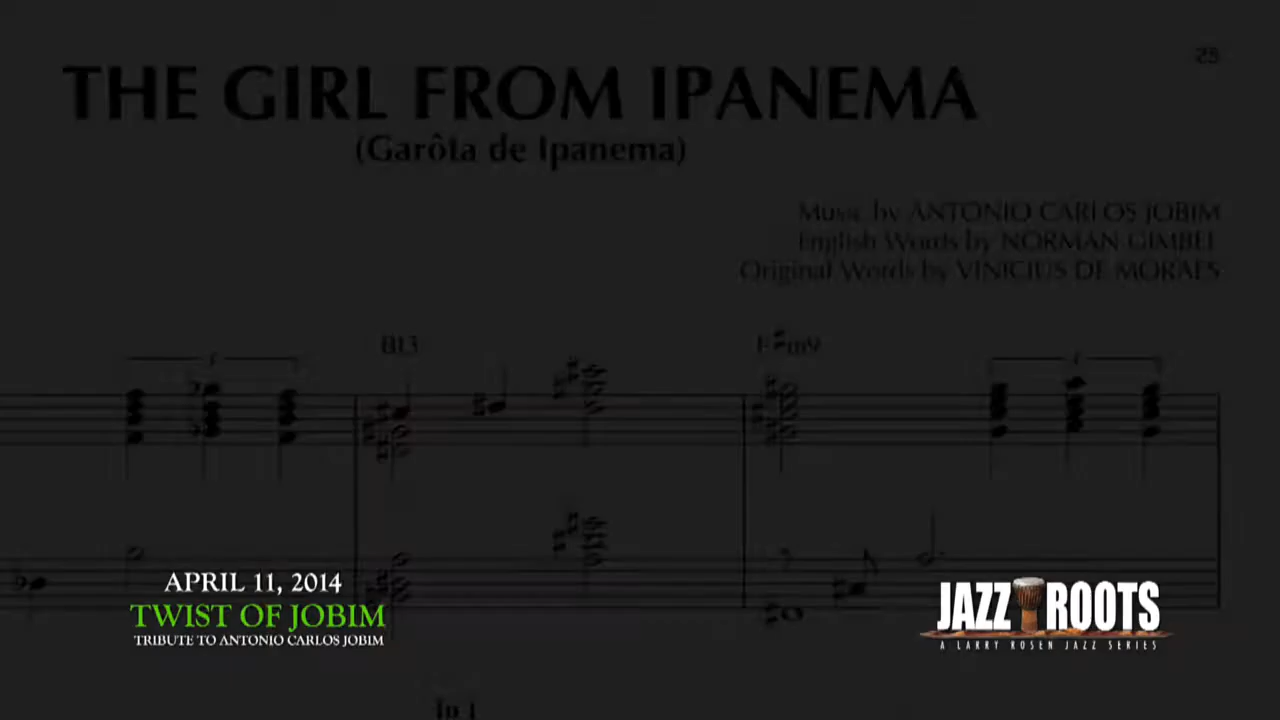 25
THE GIRL FROM IPANEMA
(Garôta de Ipanema)
Music by ANTONIO CARLOS JOBIM
English Words by NORMAN GIMBEL
Original Words by VINICIUS DE MORAES
3
3
B13
F#m9
APRIL 11, 2014
TWIST OF JOBIM
TRIBUTE TO ANTONIO CARLOS JOBIM
JAZZ ROOTS
A LARRY ROSEN JAZZ SERIES